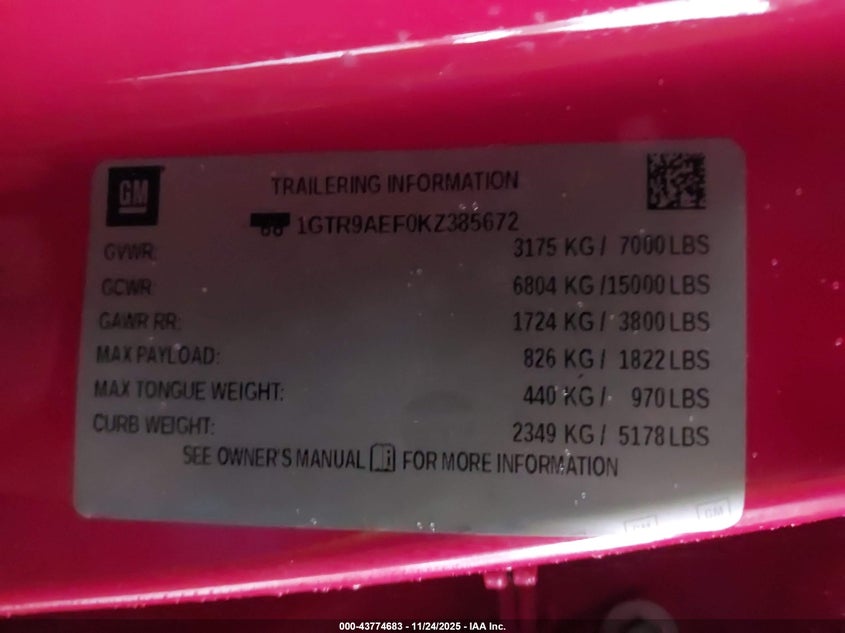 GM
TRAILERING INFORMATION
1GTR9AEF0KZ385672
GVWR: 3175 KG / 7000 LBS
GCWR: 6804 KG /15000 LBS
GAWR RR: 1724 KG / 3800 LBS
MAX PAYLOAD: 826 KG / 1822 LBS
MAX TONGUE WEIGHT: 440 KG / 970 LBS
CURB WEIGHT: 2349 KG / 5178 LBS
SEE OWNER'S MANUAL FOR MORE INFORMATION
GM GM
000-43774683 - 11/24/2025 - IAA Inc.